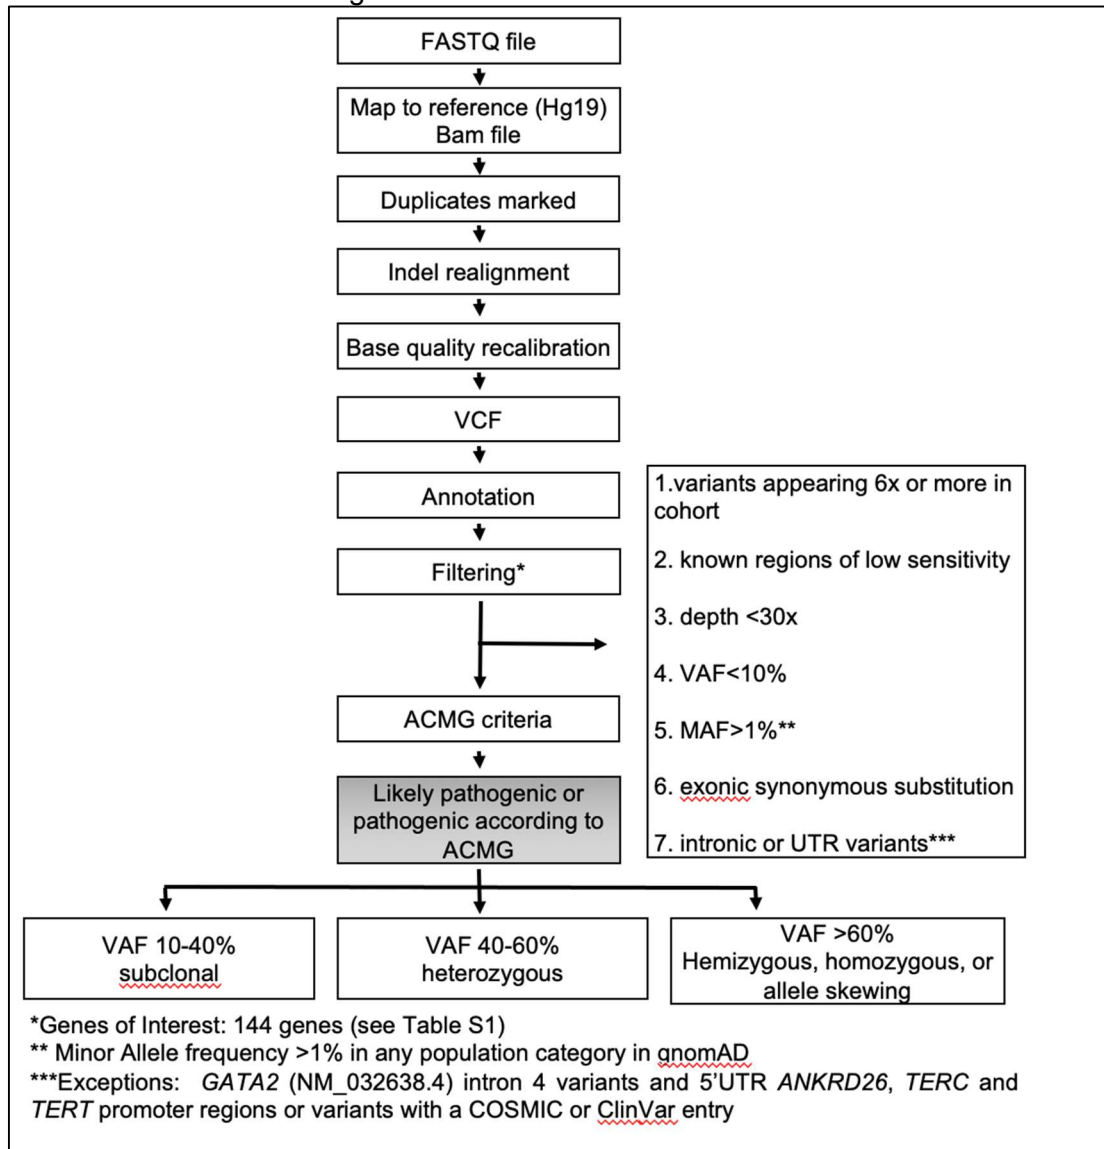 FASTQ file
Map to reference (Hg19)
Bam file
Duplicates marked
Indel realignment
Base quality recalibration
VCF
Annotation
Filtering*
1.variants appearing 6x or more in
cohort
2. known regions of low sensitivity
3. depth <30x
4. VAF<10%
5. MAF>1%**
6. exonic synonymous substitution
7. intronic or UTR variants***
ACMG criteria
Likely pathogenic or
pathogenic according to
ACMG
VAF 10-40%
subclonal
VAF 40-60%
heterozygous
VAF >60%
Hemizygous, homozygous, or
allele skewing
*Genes of Interest: 144 genes (see Table S1)
** Minor Allele frequency >1% in any population category in gnomAD
***Exceptions: GATA2 (NM_032638.4) intron 4 variants and 5'UTR ANKRD26, TERC and
TERT promoter regions or variants with a COSMIC or ClinVar entry